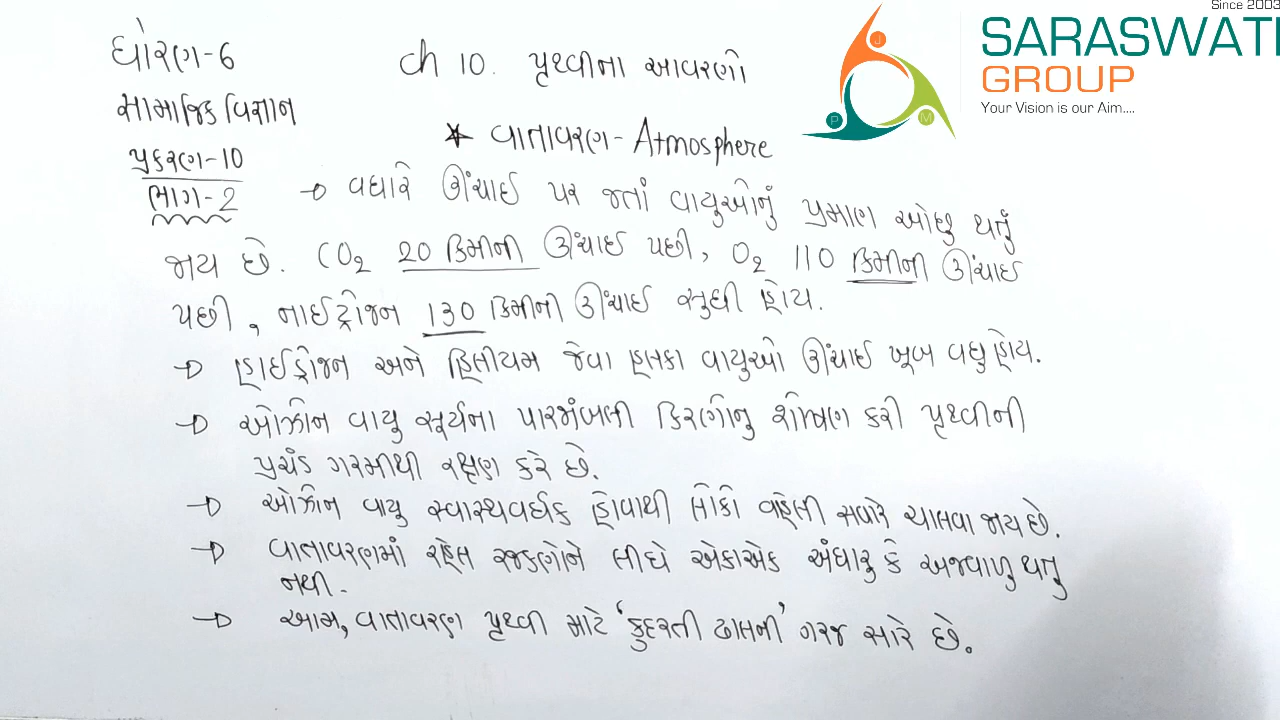 Since 2003
SARASWATI
GROUP
Your Vision is our Aim....
J
P
M
ધોરણ-6
સામાજિક વિજ્ઞાન
પ્રકરણ-10
ભાગ-2
Ch 10. પૃથ્વીના આવરણો
* વાતાવરણ - Atmosphere
→ વધારે ઊંચાઈ પર જતાં વાયુઓનું પ્રમાણ ઓછુ થતું
જાય છે. CO2 20 કિમીની ઊંચાઈ પછી, O2 110 કિમીની ઊંચાઈ
પછી, નાઈટ્રોજન 130 કિમીની ઊંચાઈ સુધી હોય.
→ હાઈડ્રોજન અને હિલીયમ જેવા હલકા વાયુઓ ઊંચાઈ ખૂબ વધુ હોય.
→ ઓઝોન વાયુ સૂર્યના પારજાંબલી કિરણોનુ શોષણ કરી પૃથ્વીની
પ્રચંડ ગરમીથી રક્ષણ કરે છે.
→ ઓઝોન વાયુ સ્વાસ્થવર્ધક હોવાથી લોકો વહેલી સવારે ચાલવા જાય છે.
→ વાતાવરણમાં રહેલ રજકણોને લીધે એકાએક અંધારુ કે અજવાળુ થતુ
નથી.
→ આમ, વાતાવરણ પૃથ્વી માટે 'કુદરતી ઢાલની' ગરજ સારે છે.